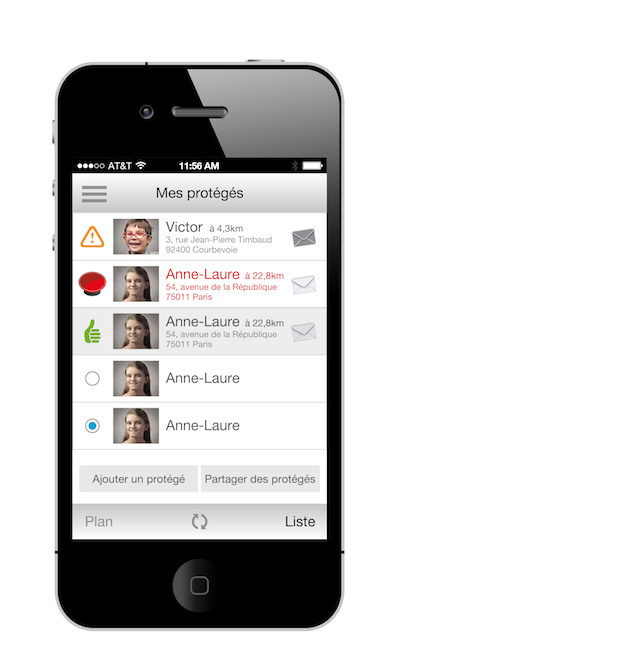 AT&T 11:56 AM
Mes protégés
Victor à 4,3km
3, rue Jean-Pierre Timbaud
92400 Courbevoie
Anne-Laure à 22,8km
54, avenue de la République
75011 Paris
Anne-Laure à 22,8km
54, avenue de la République
75011 Paris
Anne-Laure
Anne-Laure
Ajouter un protégé Partager des protégés
Plan Liste